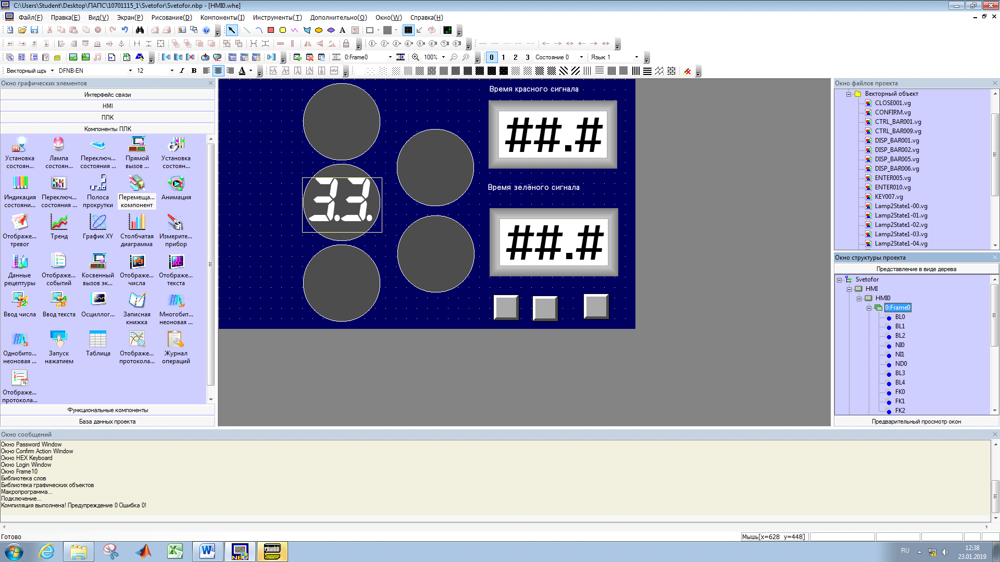 C:\Users\Student\Desktop\ПАПС\10701115_1\Svetofor\Svetofor.nbp - [HMI0.whe]
Файл(F) Правка(E) Вид(V) Экран(P) Рисование(D) Компоненты(I) Инструменты(T) Дополнительно(O) Окно(W) Справка(H)
0:Frame0 100% 0 1 2 3 Состояние 0 Язык 1
Векторный шри DFNB-EN 12 I B A
Окно графических элементов
Интерфейс связи
HMI
ПЛК
Компоненты ПЛК
Установка состоян...
Лампа состоян...
Переключ... состояния ...
Прямой вызов ...
Установка состоян...
Индикация состояни...
Переключ... состояния ...
Полоса прокрутки
Перемеща... компонент
Анимация
Отображе... тревог
Тренд
График XY
Столбчатая диаграмма
Измерите... прибор
Данные рецептуры
Отображе... событий
Косвенный вызов эк...
Отображе... числа
Отображе... текста
Ввод числа
Ввод текста
Осциллог...
Записная книжка
Многобит... неоновая ...
Однобито... неоновая ...
Запуск нажатием
Таблица
Отображе... протокола...
Журнал операций
Отображе... протокола...
Функциональные компоненты
База данных проекта
Время красного сигнала
##.#
3.3.
Время зелёного сигнала
##.#
Окно файлов проекта
Векторный объект
CLOSE001.vg
CONFIRM.vg
CTRL_BAR001.vg
CTRL_BAR009.vg
DISP_BAR001.vg
DISP_BAR002.vg
DISP_BAR005.vg
DISP_BAR006.vg
ENTER005.vg
ENTER010.vg
KEY007.vg
Lamp2State1-00.vg
Lamp2State1-01.vg
Lamp2State1-02.vg
Lamp2State1-03.vg
Lamp2State1-04.vg
Окно структуры проекта
Представление в виде дерева
Svetofor
HMI
HMI0
0:Frame0
BL0
BL1
BL2
NI0
NI1
ND0
BL3
BL4
FK0
FK1
FK2
Предварительный просмотр окон
Окно сообщений
Окно Password Window
Окно Confirm Action Window
Окно HEX Keyboard
Окно Login Window
Окно Frame10
Библиотека слов
Библиотека графических объектов
Макропрограмма...
Подключение...
Компиляция выполнена! Предупреждение 0 Ошибка 0!
Готово
Мышь[x=628 y=448]
RU
12:38
23.01.2019